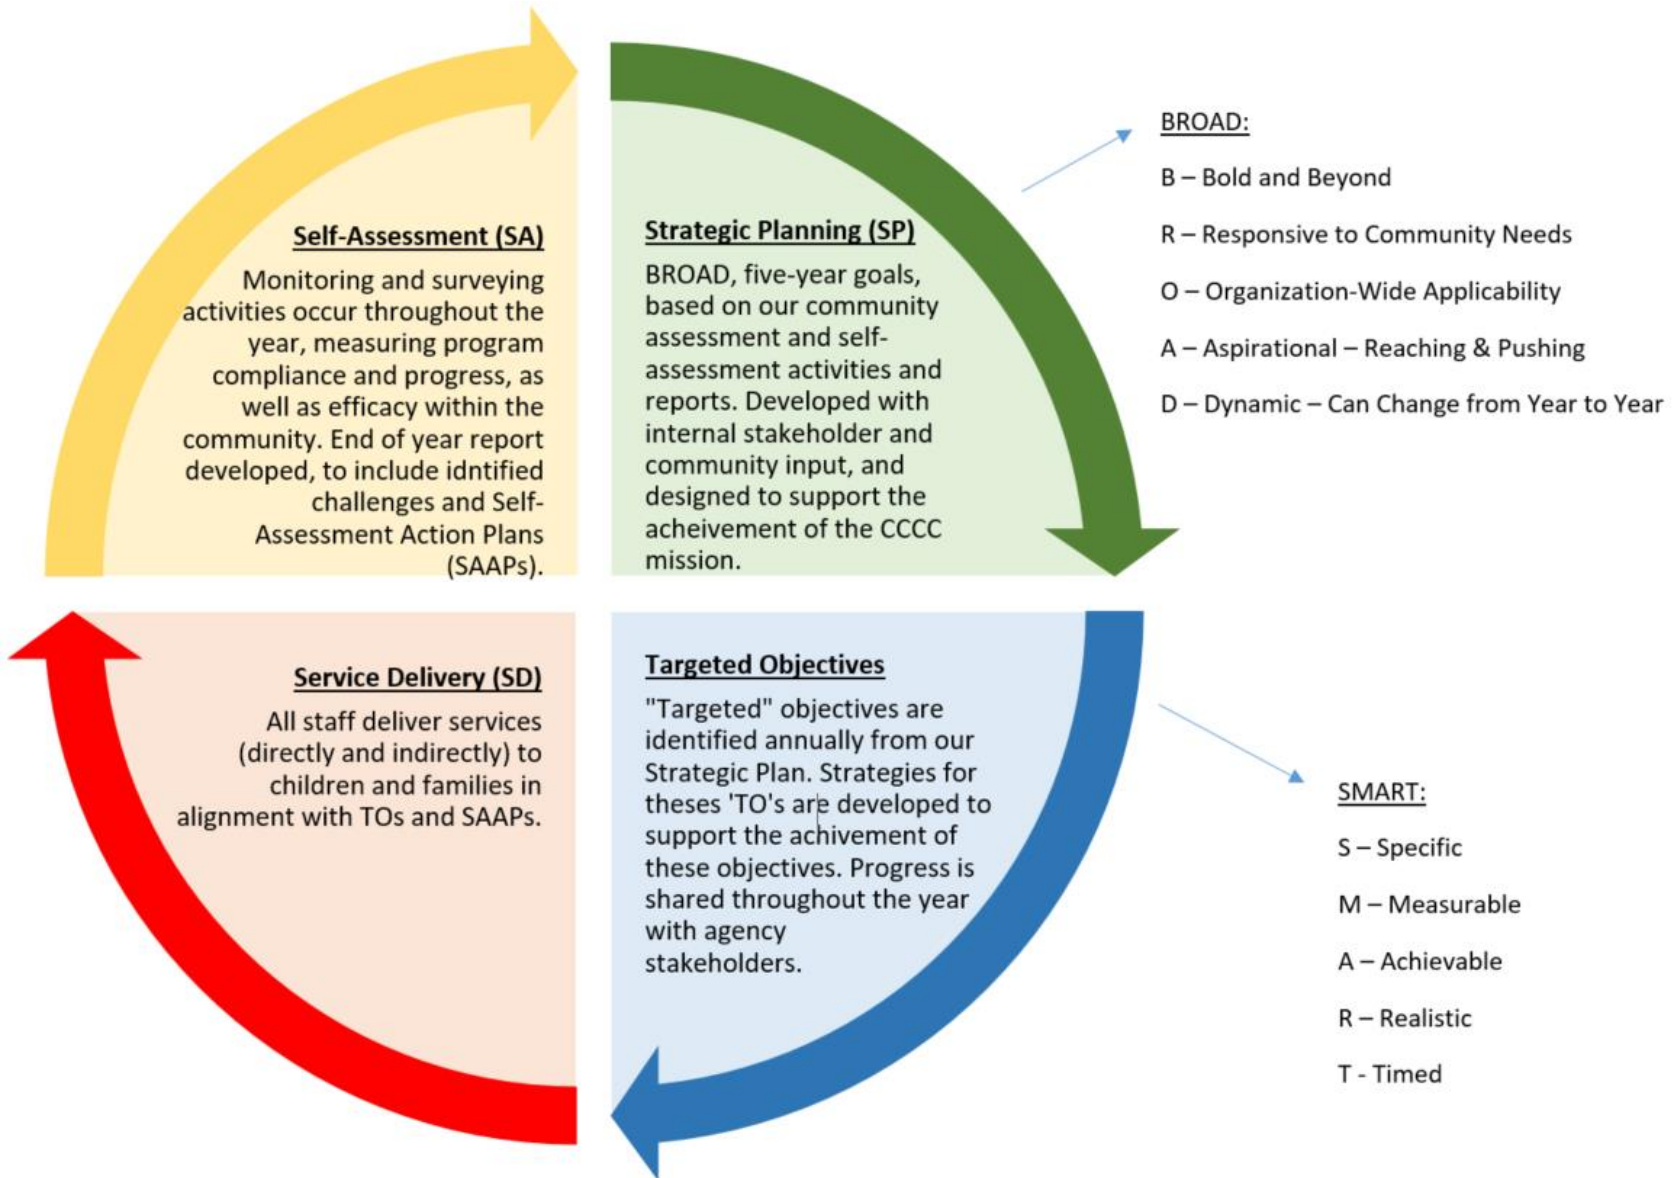 Self-Assessment (SA)
Monitoring and surveying
activities occur throughout the
year, measuring program
compliance and progress, as
well as efficacy within the
community. End of year report
developed, to include idntified
challenges and Self-
Assessment Action Plans
(SAAPs).
Strategic Planning (SP)
BROAD, five-year goals,
based on our community
assessment and self-
assessment activities and
reports. Developed with
internal stakeholder and
community input, and
designed to support the
acheivement of the CCCC
mission.
BROAD:
B – Bold and Beyond
R – Responsive to Community Needs
O – Organization-Wide Applicability
A – Aspirational – Reaching & Pushing
D – Dynamic – Can Change from Year to Year
Service Delivery (SD)
All staff deliver services
(directly and indirectly) to
children and families in
alignment with TOs and SAAPs.
Targeted Objectives
"Targeted" objectives are
identified annually from our
Strategic Plan. Strategies for
theses 'TO's are developed to
support the achivement of
these objectives. Progress is
shared throughout the year
with agency
stakeholders.
SMART:
S – Specific
M – Measurable
A – Achievable
R – Realistic
T - Timed